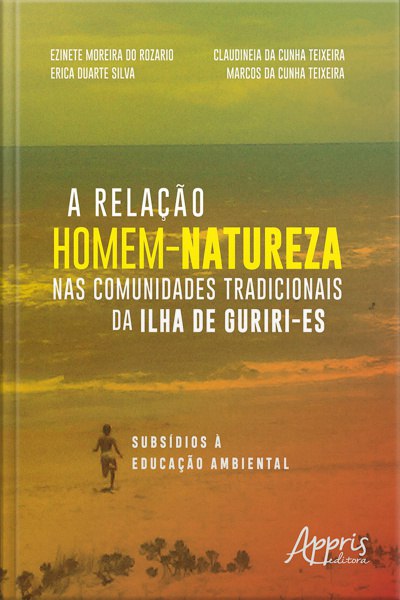 EZINETE MOREIRA DO ROZARIO
ERICA DUARTE SILVA
CLAUDINEIA DA CUNHA TEIXEIRA
MARCOS DA CUNHA TEIXEIRA
A RELAÇÃO
HOMEM-NATUREZA
NAS COMUNIDADES TRADICIONAIS
DA ILHA DE GURIRI-ES
SUBSÍDIOS À
EDUCAÇÃO AMBIENTAL
Appris
editora